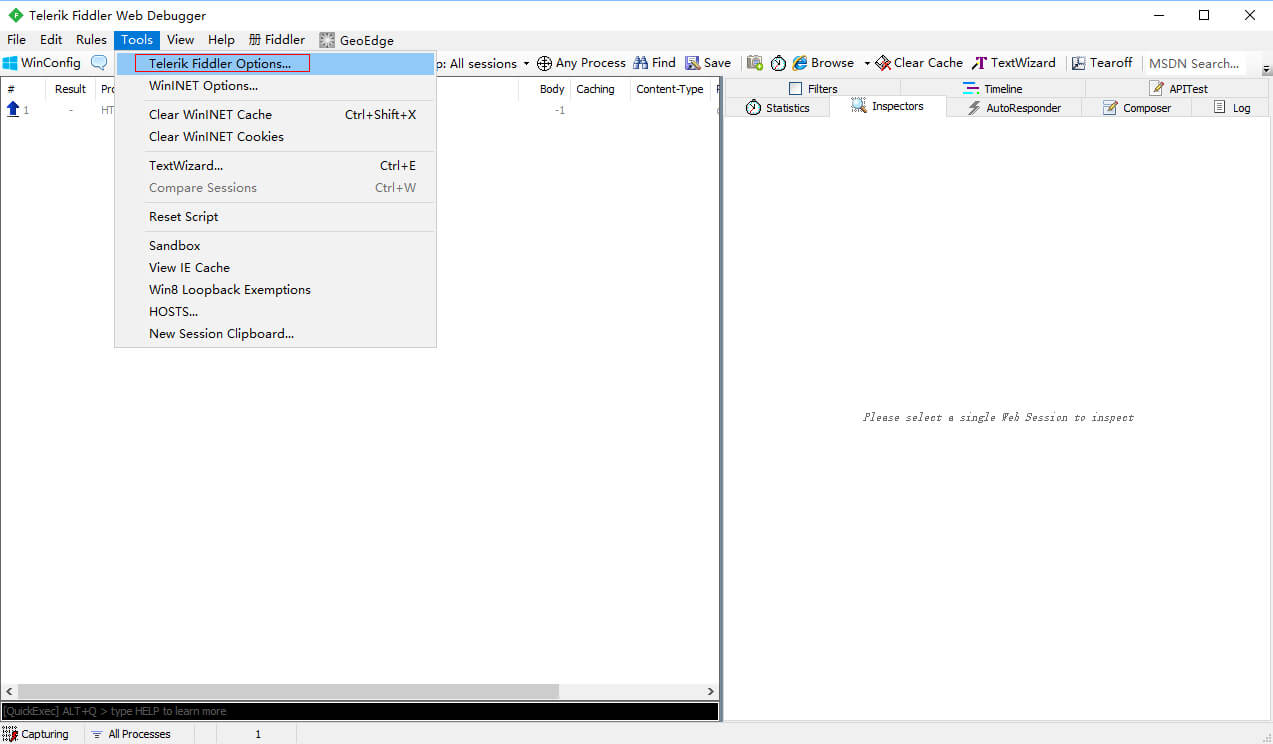 Telerik Fiddler Web Debugger
File Edit Rules Tools View Help Fiddler GeoEdge
WinConfig All sessions Any Process Find Save Browse Clear Cache TextWizard Tearoff MSDN Search...
Telerik Fiddler Options...
WinINET Options...
Clear WinINET Cache Ctrl+Shift+X
Clear WinINET Cookies
TextWizard... Ctrl+E
Compare Sessions Ctrl+W
Reset Script
Sandbox
View IE Cache
Win8 Loopback Exemptions
HOSTS...
New Session Clipboard...
# Result Body Caching Content-Type
1 - HT -1
Filters Timeline APITest
Statistics Inspectors AutoResponder Composer Log
Please select a single Web Session to inspect
[QuickExec] ALT+Q > type HELP to learn more
Capturing All Processes 1